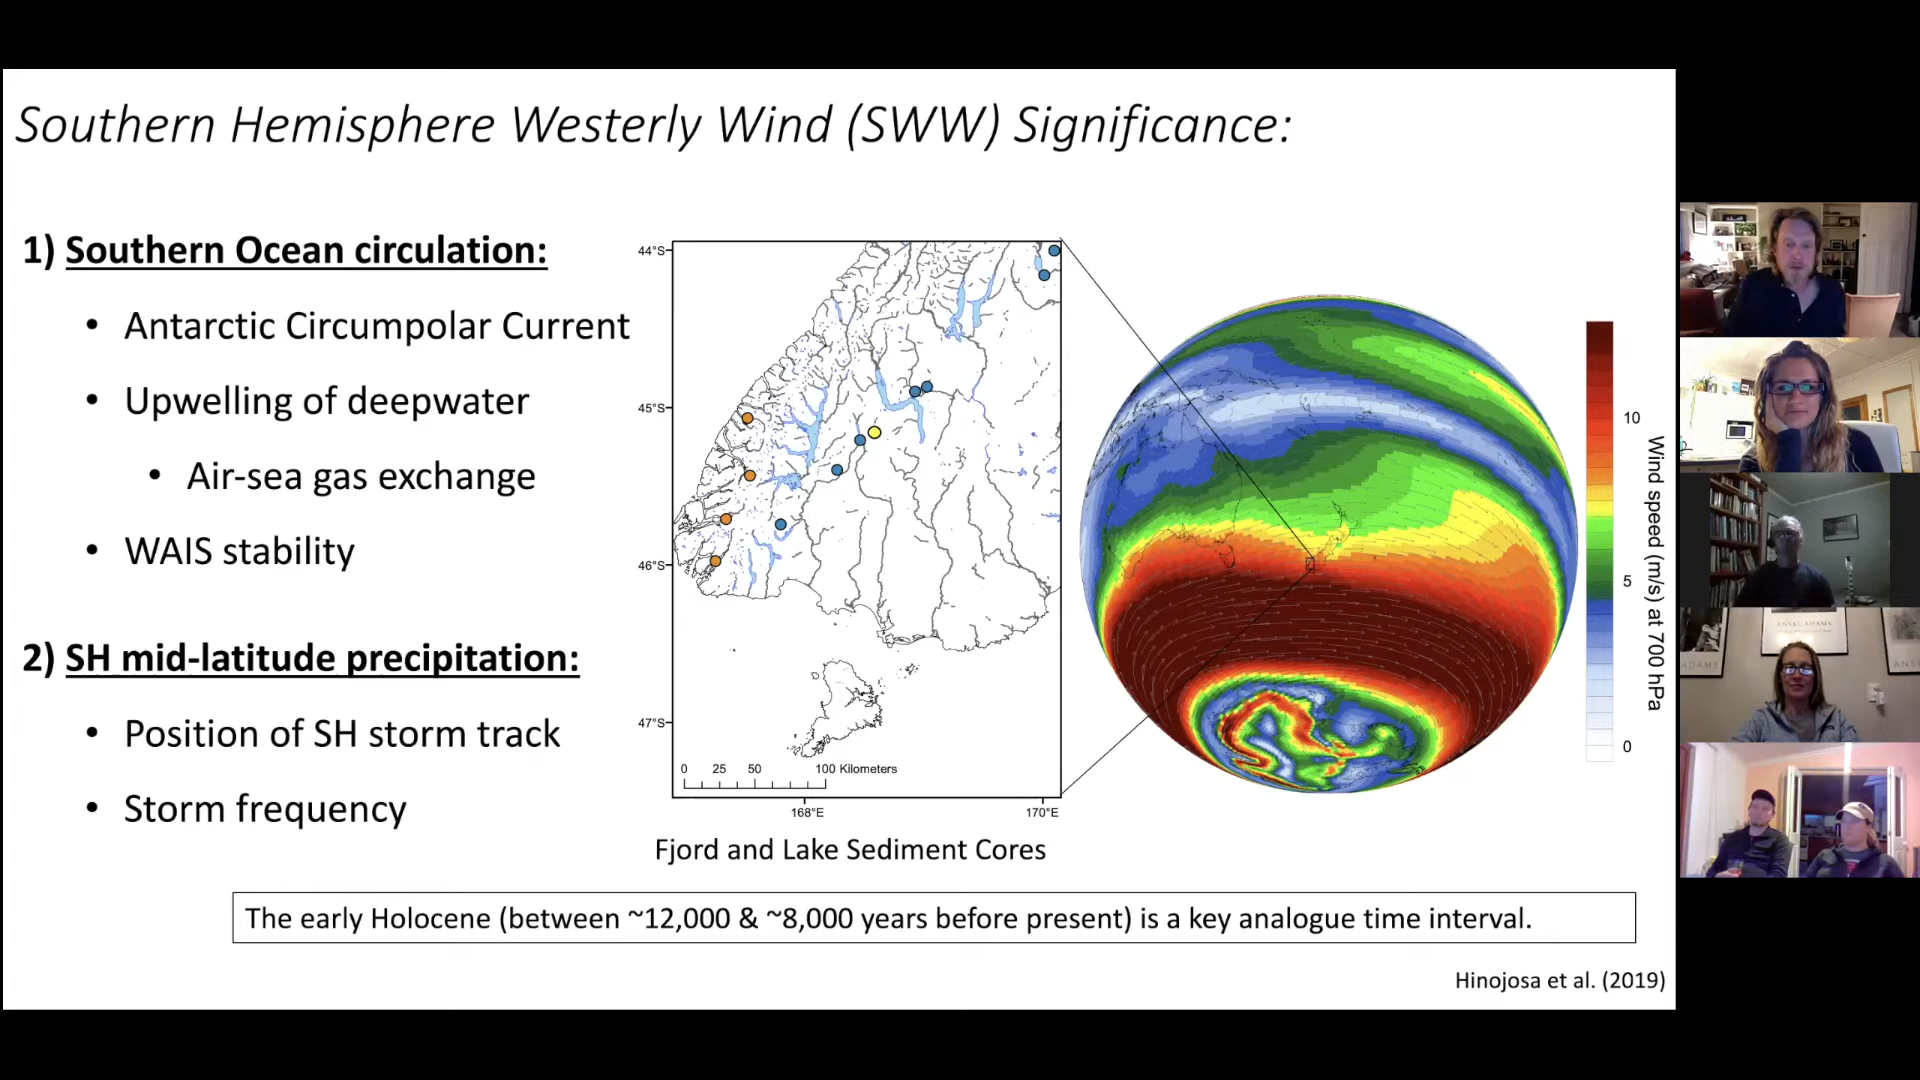 Southern Hemisphere Westerly Wind (SWW) Significance:
1) Southern Ocean circulation:
• Antarctic Circumpolar Current
• Upwelling of deepwater
• Air-sea gas exchange
• WAIS stability
2) SH mid-latitude precipitation:
• Position of SH storm track
• Storm frequency
44°S
45°S
46°S
47°S
0 25 50 100 Kilometers
168°E 170°E
Fjord and Lake Sediment Cores
10
5
0
Wind speed (m/s) at 700 hPa
The early Holocene (between ~12,000 & ~8,000 years before present) is a key analogue time interval.
Hinojosa et al. (2019)
ANSEL ADAMS
ADAMS
ANS